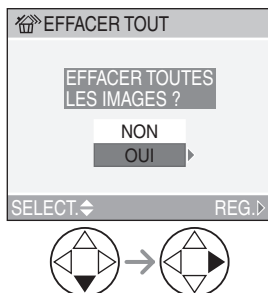 EFFACER TOUT
EFFACER TOUTES
LES IMAGES ?
NON
OUI
SELECT. REG.